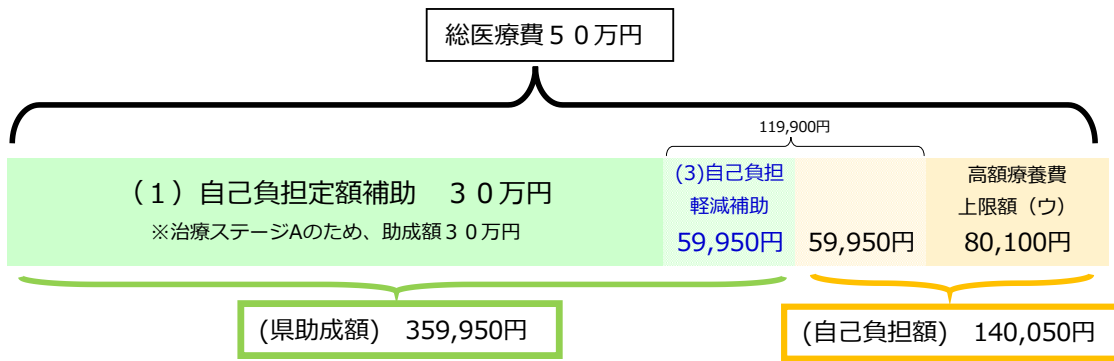 総医療費５０万円
119,900円
（１）自己負担定額補助　３０万円
※治療ステージAのため、助成額３０万円
(3)自己負担
軽減補助
59,950円
59,950円
高額療養費
上限額（ウ）
80,100円
(県助成額)　359,950円
(自己負担額)　140,050円